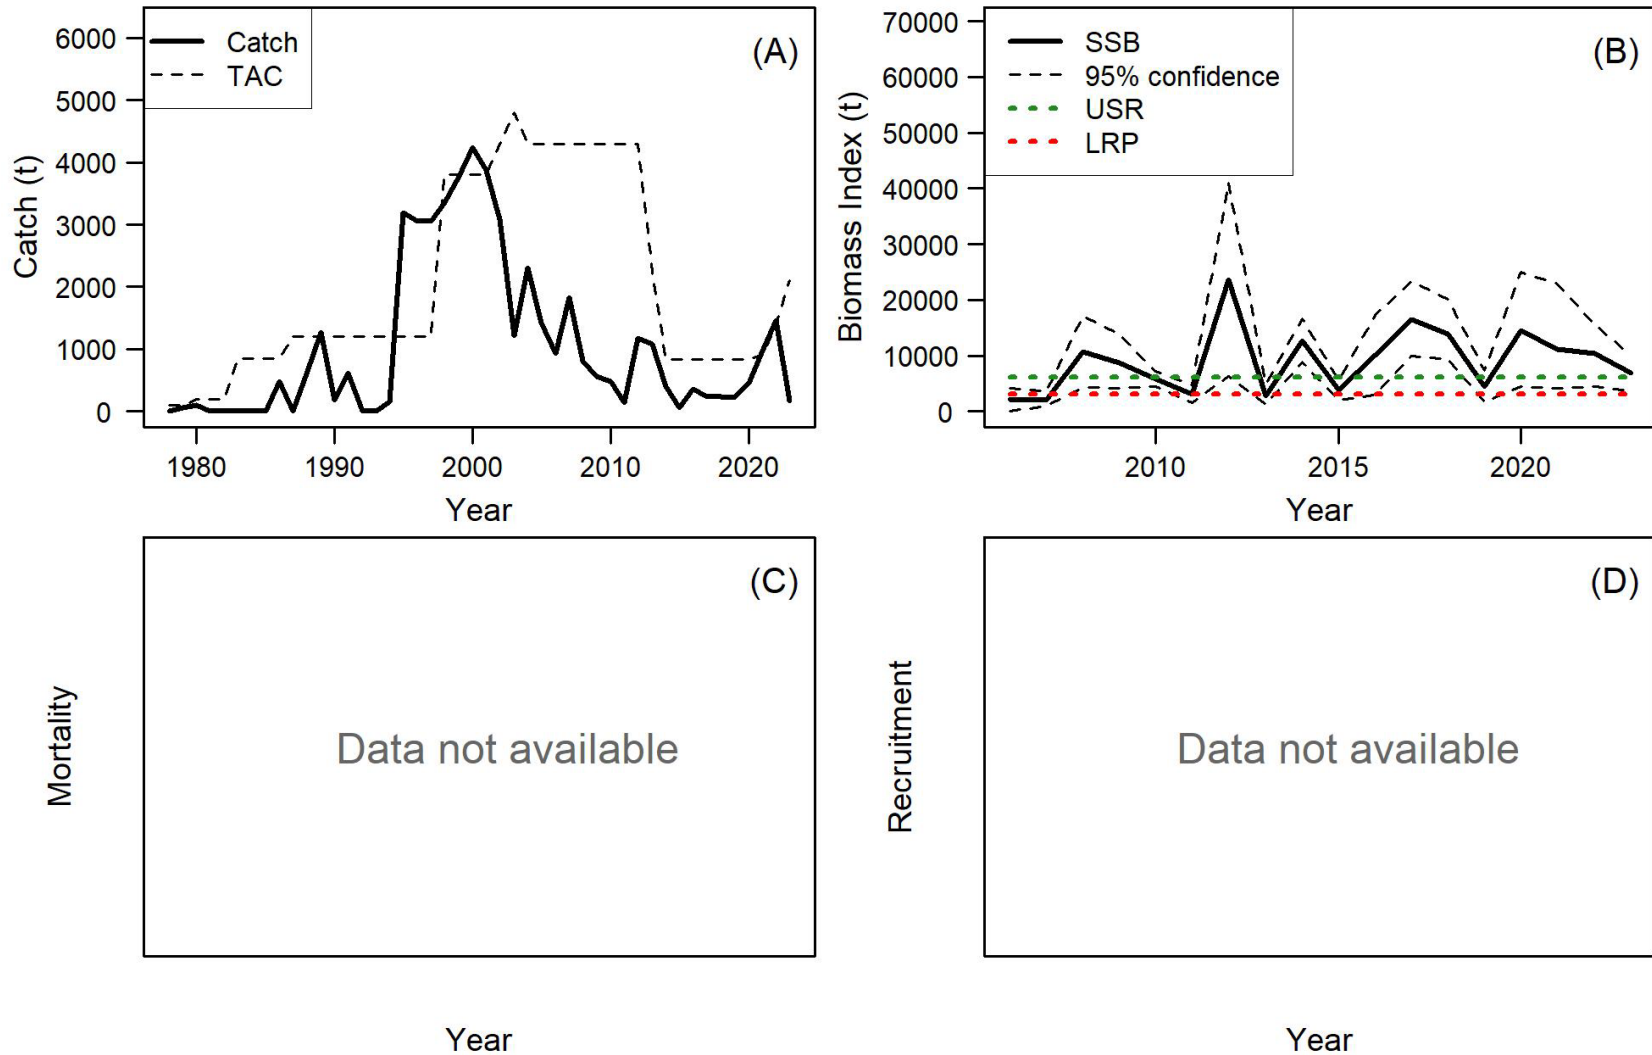 Catch
TAC
(A)
6000
5000
4000
3000
2000
1000
0
Catch (t)
1980 1990 2000 2010 2020
Year
SSB
95% confidence
USR
LRP
(B)
70000
60000
50000
40000
30000
20000
10000
0
Biomass Index (t)
2010 2015 2020
Year
(C)
Mortality
Data not available
Year
(D)
Recruitment
Data not available
Year